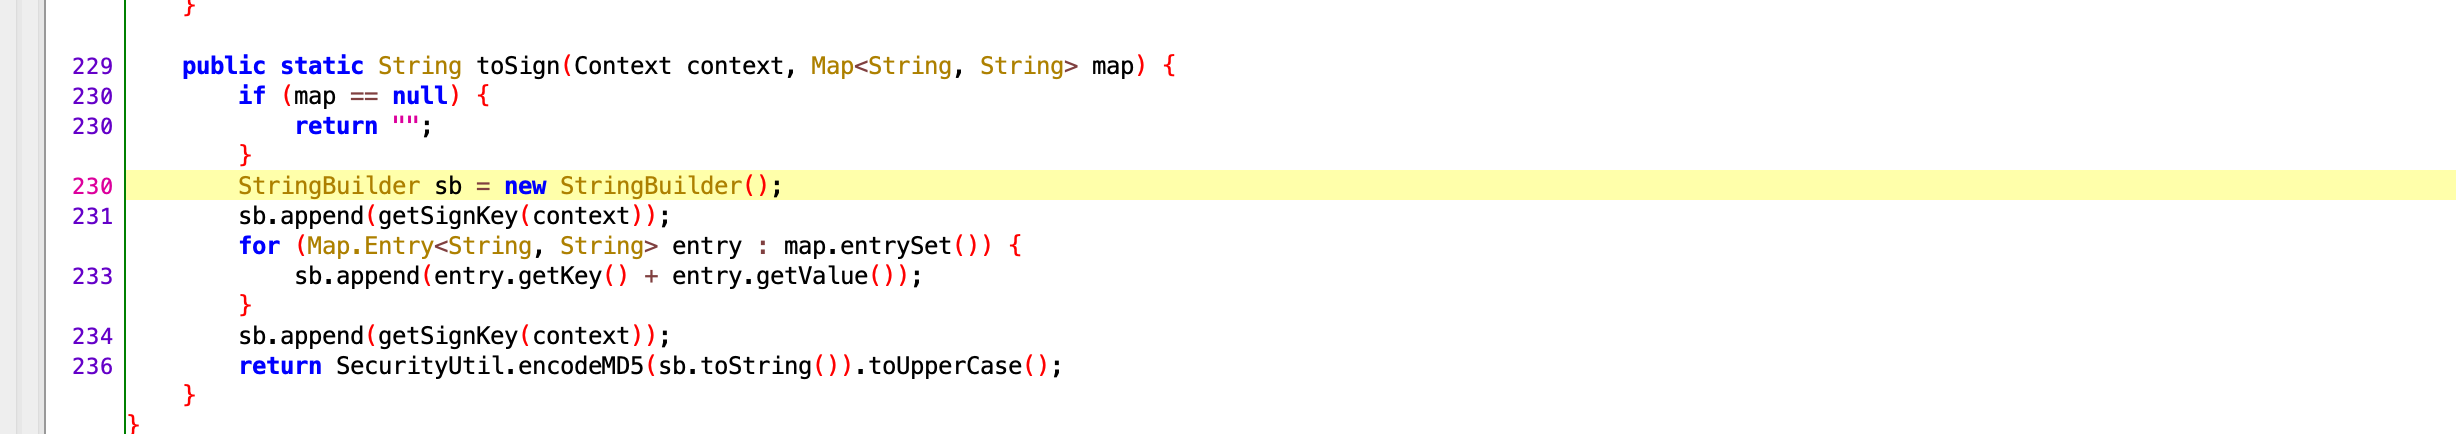 }
229 public static String toSign(Context context, Map<String, String> map) {
230 if (map == null) {
230 return "";
}
230 StringBuilder sb = new StringBuilder();
231 sb.append(getSignKey(context));
for (Map.Entry<String, String> entry : map.entrySet()) {
233 sb.append(entry.getKey() + entry.getValue());
}
234 sb.append(getSignKey(context));
236 return SecurityUtil.encodeMD5(sb.toString()).toUpperCase();
}
}